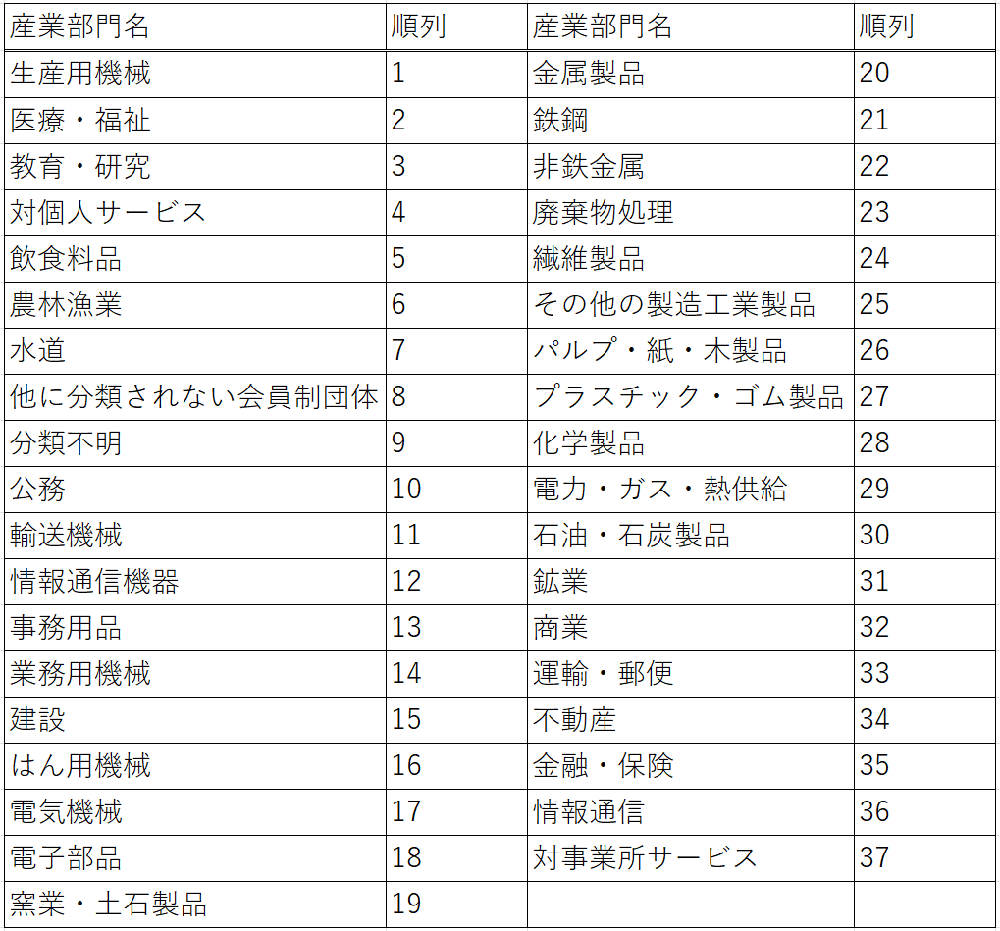 産業部門名 順列 産業部門名 順列
生産用機械 1 金属製品 20
医療・福祉 2 鉄鋼 21
教育・研究 3 非鉄金属 22
対個人サービス 4 廃棄物処理 23
飲食料品 5 繊維製品 24
農林漁業 6 その他の製造工業製品 25
水道 7 パルプ・紙・木製品 26
他に分類されない会員制団体 8 プラスチック・ゴム製品 27
分類不明 9 化学製品 28
公務 10 電力・ガス・熱供給 29
輸送機械 11 石油・石炭製品 30
情報通信機器 12 鉱業 31
事務用品 13 商業 32
業務用機械 14 運輸・郵便 33
建設 15 不動産 34
はん用機械 16 金融・保険 35
電気機械 17 情報通信 36
電子部品 18 対事業所サービス 37
窯業・土石製品 19